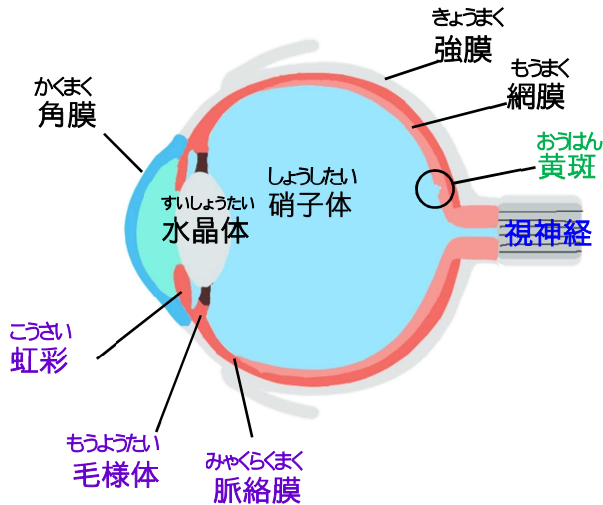 きょうまく
強膜
もうまく
網膜
かくまく
角膜
おうはん
黄斑
しょうしたい
硝子体
すいしょうたい
水晶体
視神経
こうさい
虹彩
もうようたい
毛様体
みゃくらくまく
脈絡膜